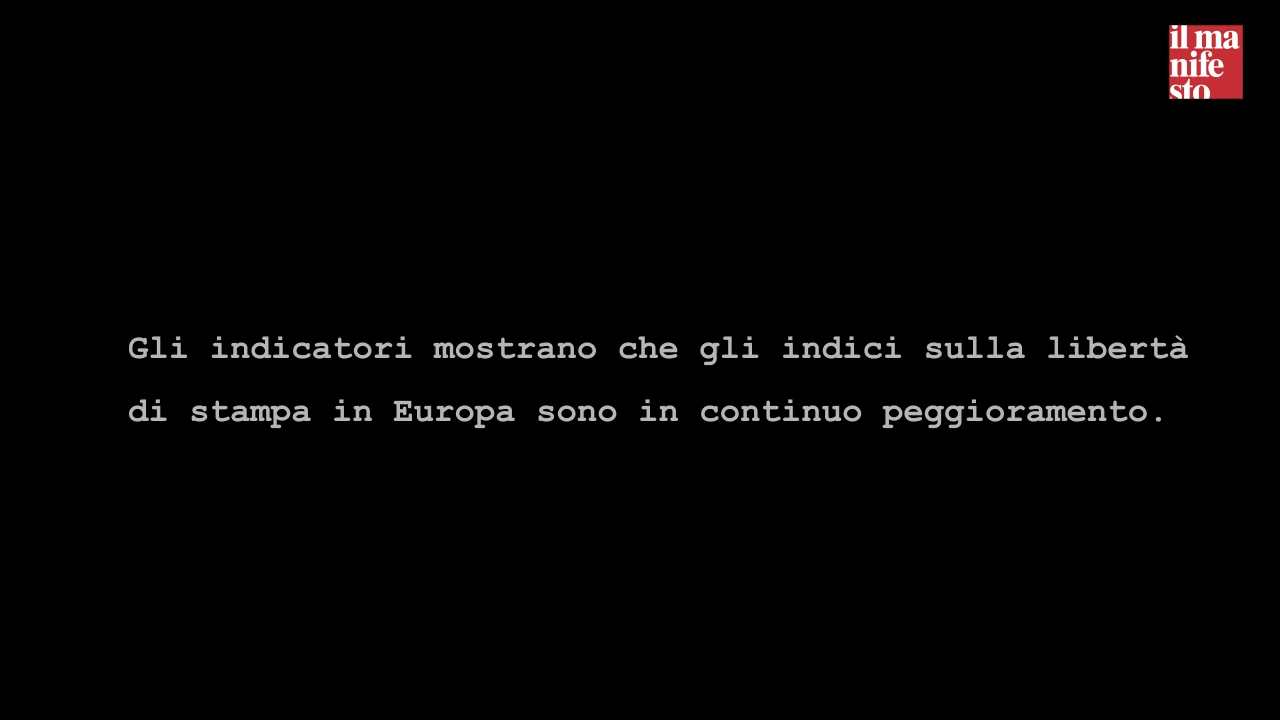 il ma
nife
sto
Gli indicatori mostrano che gli indici sulla libertà
di stampa in Europa sono in continuo peggioramento.